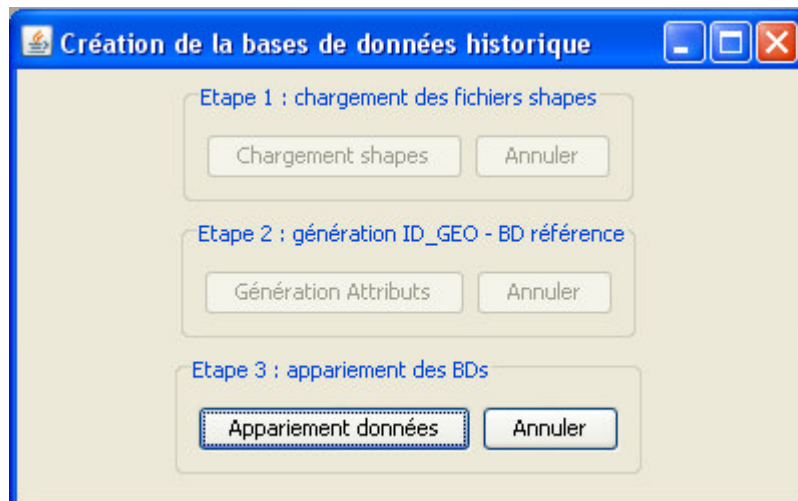 Création de la bases de données historique
Etape 1 : chargement des fichiers shapes
Chargement shapes Annuler
Etape 2 : génération ID_GEO - BD référence
Génération Attributs Annuler
Etape 3 : appariement des BDs
Appariement données Annuler